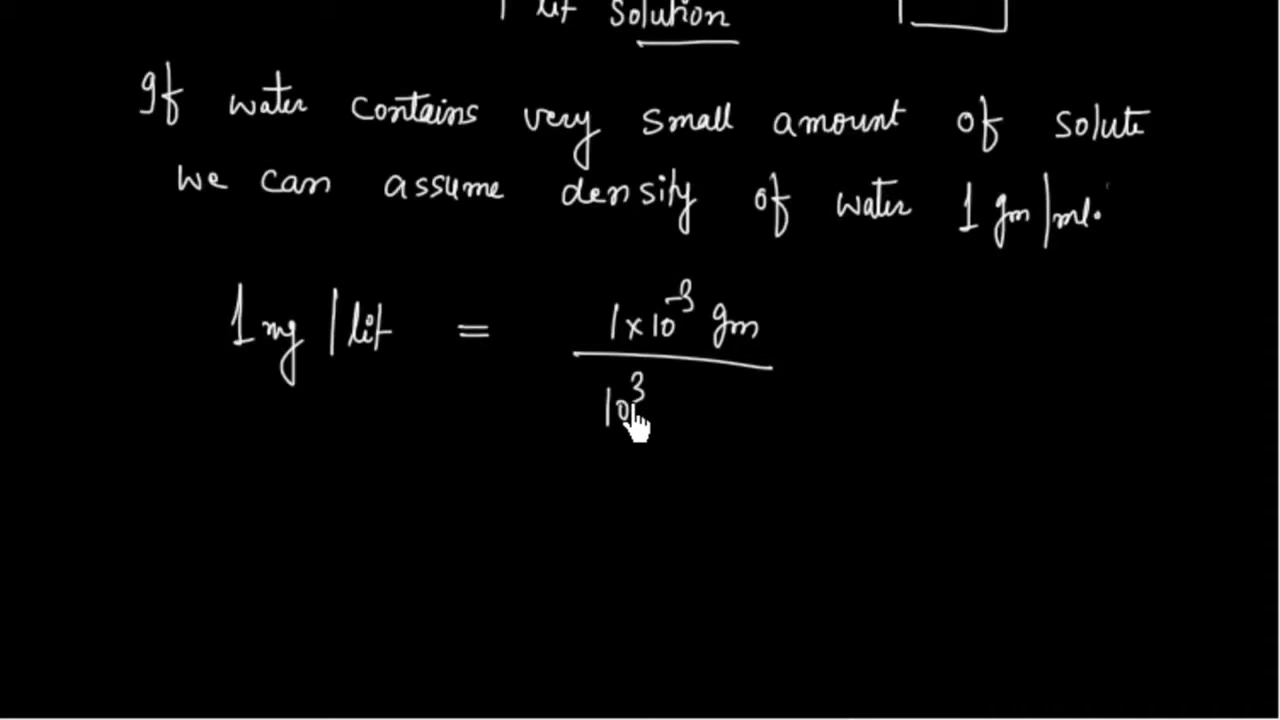 1 lit solution
If water contains very small amount of solute
we can assume density of water 1 gm/ml.
1 mg/lit = 1×10⁻³ gm
10³